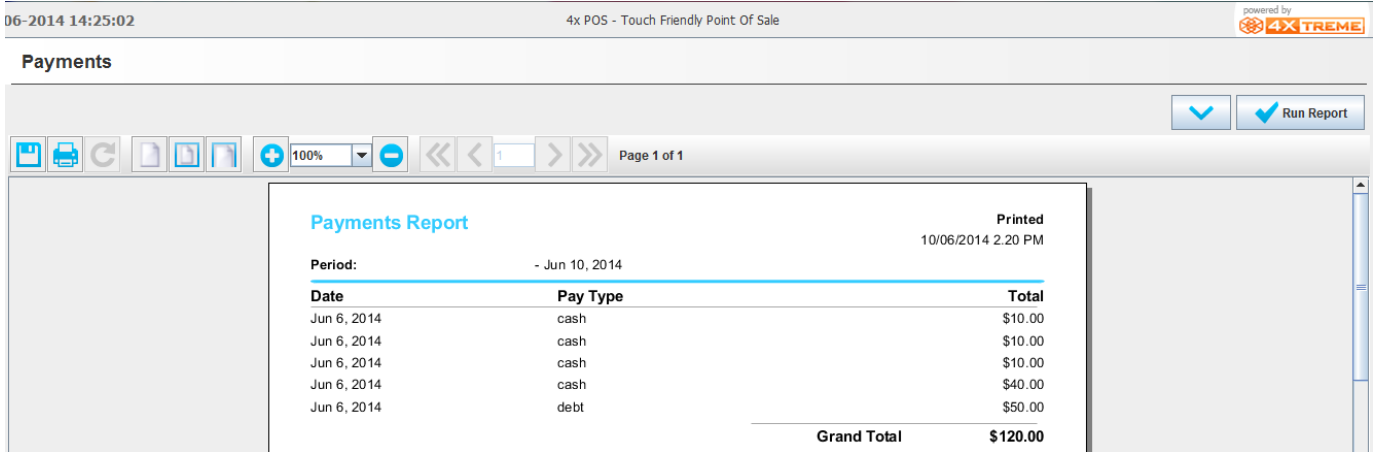 06-2014 14:25:02 4x POS - Touch Friendly Point Of Sale powered by
4XTREME
Payments
Run Report
100% 1 Page 1 of 1
Payments Report Printed
10/06/2014 2.20 PM
Period: - Jun 10, 2014
Date Pay Type Total
Jun 6, 2014 cash $10.00
Jun 6, 2014 cash $10.00
Jun 6, 2014 cash $10.00
Jun 6, 2014 cash $40.00
Jun 6, 2014 debt $50.00
Grand Total $120.00